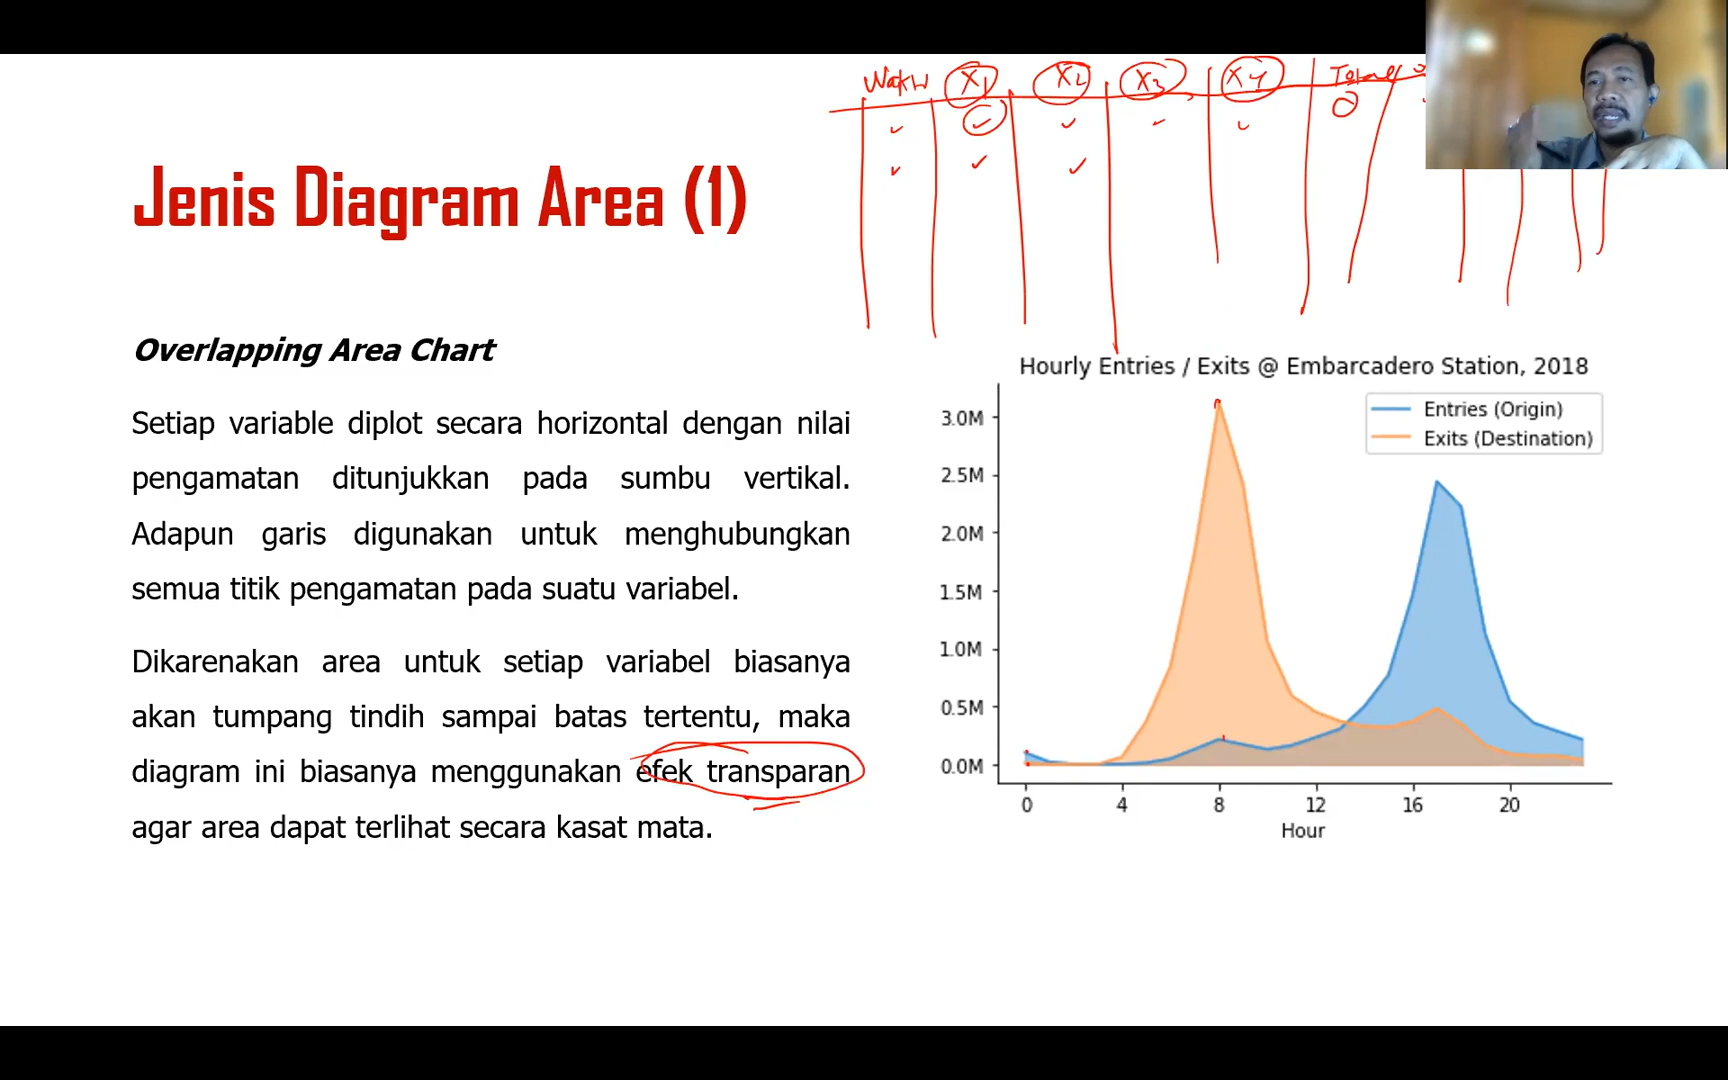 Waktu X1 X2 X3 X4 Total
Jenis Diagram Area (1)
Overlapping Area Chart
Setiap variable diplot secara horizontal dengan nilai
pengamatan ditunjukkan pada sumbu vertikal.
Adapun garis digunakan untuk menghubungkan
semua titik pengamatan pada suatu variabel.
Dikarenakan area untuk setiap variabel biasanya
akan tumpang tindih sampai batas tertentu, maka
diagram ini biasanya menggunakan efek transparan
agar area dapat terlihat secara kasat mata.
Hourly Entries / Exits @ Embarcadero Station, 2018
Entries (Origin)
Exits (Destination)
3.0M
2.5M
2.0M
1.5M
1.0M
0.5M
0.0M
0 4 8 12 16 20
Hour